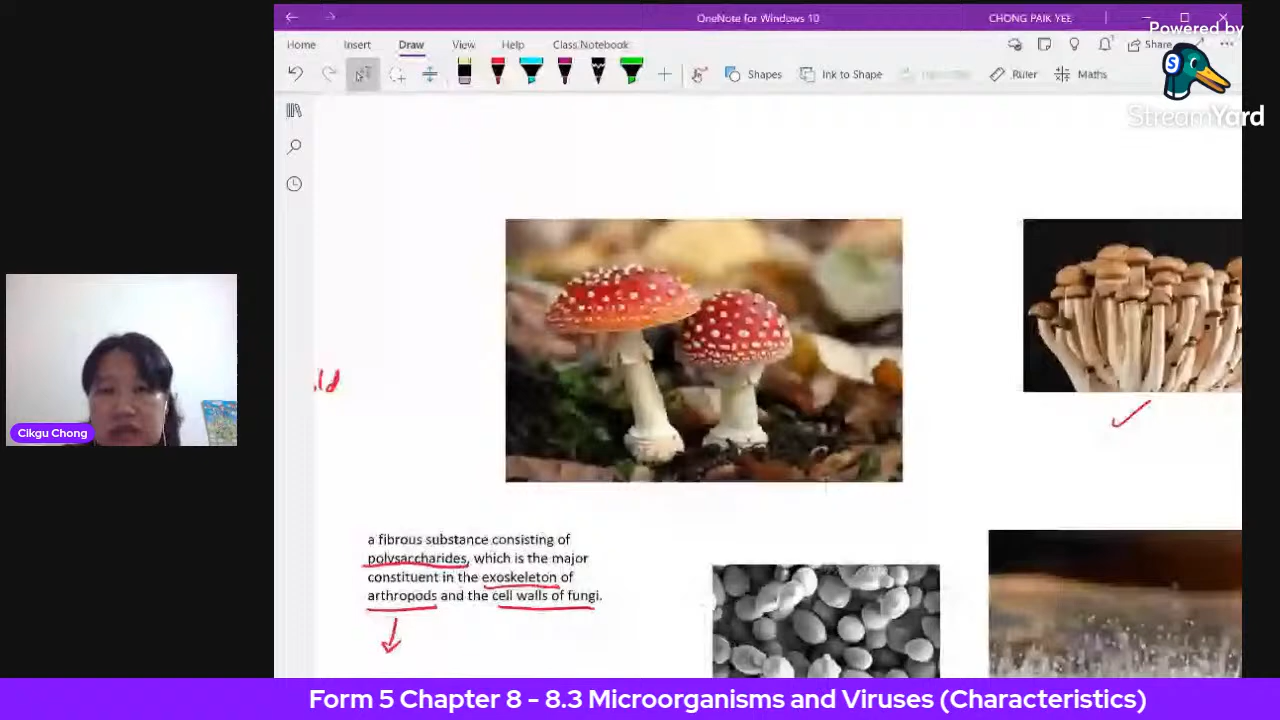 OneNote for Windows 10
CHONG PAIK YEE
Powered by
StreamYard
Home Insert Draw View Help Class Notebook
Share
Shapes Ink to Shape Ruler Maths
Cikgu Chong
a fibrous substance consisting of
polysaccharides, which is the major
constituent in the exoskeleton of
arthropods and the cell walls of fungi.
Form 5 Chapter 8 - 8.3 Microorganisms and Viruses (Characteristics)